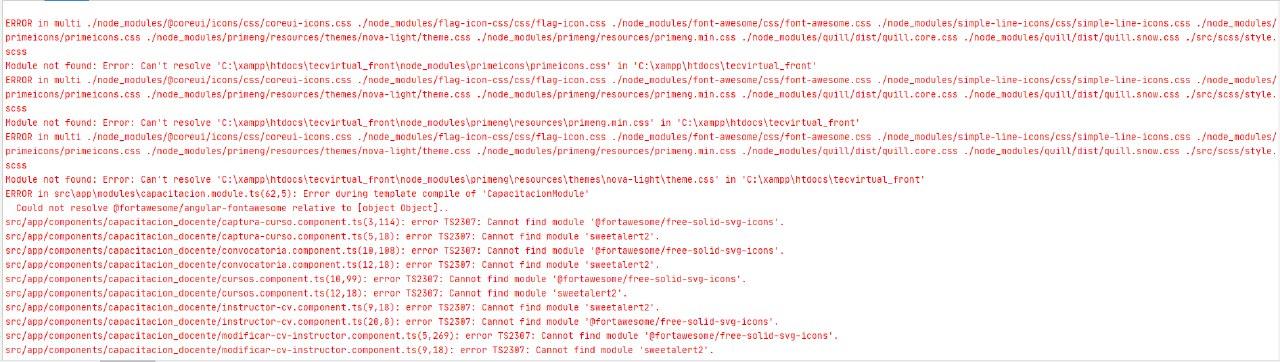 ERROR in multi ./node_modules/@coreui/icons/css/coreui-icons.css ./node_modules/flag-icon-css/css/flag-icon.css ./node_modules/font-awesome/css/font-awesome.css ./node_modules/simple-line-icons/css/simple-line-icons.css ./node_modules/
primeicons/primeicons.css ./node_modules/primeng/resources/themes/nova-light/theme.css ./node_modules/primeng/resources/primeng.min.css ./node_modules/quill/dist/quill.core.css ./node_modules/quill/dist/quill.snow.css ./src/scss/style.
scss
Module not found: Error: Can't resolve 'C:\xampp\htdocs\tecvirtual_front\node_modules\primeicons\primeicons.css' in 'C:\xampp\htdocs\tecvirtual_front'
ERROR in multi ./node_modules/@coreui/icons/css/coreui-icons.css ./node_modules/flag-icon-css/css/flag-icon.css ./node_modules/font-awesome/css/font-awesome.css ./node_modules/simple-line-icons/css/simple-line-icons.css ./node_modules/
primeicons/primeicons.css ./node_modules/primeng/resources/themes/nova-light/theme.css ./node_modules/primeng/resources/primeng.min.css ./node_modules/quill/dist/quill.core.css ./node_modules/quill/dist/quill.snow.css ./src/scss/style.
scss
Module not found: Error: Can't resolve 'C:\xampp\htdocs\tecvirtual_front\node_modules\primeng\resources\primeng.min.css' in 'C:\xampp\htdocs\tecvirtual_front'
ERROR in multi ./node_modules/@coreui/icons/css/coreui-icons.css ./node_modules/flag-icon-css/css/flag-icon.css ./node_modules/font-awesome/css/font-awesome.css ./node_modules/simple-line-icons/css/simple-line-icons.css ./node_modules/
primeicons/primeicons.css ./node_modules/primeng/resources/themes/nova-light/theme.css ./node_modules/primeng/resources/primeng.min.css ./node_modules/quill/dist/quill.core.css ./node_modules/quill/dist/quill.snow.css ./src/scss/style.
scss
Module not found: Error: Can't resolve 'C:\xampp\htdocs\tecvirtual_front\node_modules\primeng\resources\themes\nova-light\theme.css' in 'C:\xampp\htdocs\tecvirtual_front'
ERROR in src\app\modules\capacitacion.module.ts(62,5): Error during template compile of 'CapacitacionModule'
Could not resolve @fortawesome/angular-fontawesome relative to [object Object]..
src/app/components/capacitacion_docente/captura-curso.component.ts(3,114): error TS2307: Cannot find module '@fortawesome/free-solid-svg-icons'.
src/app/components/capacitacion_docente/captura-curso.component.ts(5,18): error TS2307: Cannot find module 'sweetalert2'.
src/app/components/capacitacion_docente/convocatoria.component.ts(10,108): error TS2307: Cannot find module '@fortawesome/free-solid-svg-icons'.
src/app/components/capacitacion_docente/convocatoria.component.ts(12,18): error TS2307: Cannot find module 'sweetalert2'.
src/app/components/capacitacion_docente/cursos.component.ts(10,99): error TS2307: Cannot find module '@fortawesome/free-solid-svg-icons'.
src/app/components/capacitacion_docente/cursos.component.ts(12,18): error TS2307: Cannot find module 'sweetalert2'.
src/app/components/capacitacion_docente/instructor-cv.component.ts(9,18): error TS2307: Cannot find module 'sweetalert2'.
src/app/components/capacitacion_docente/instructor-cv.component.ts(20,8): error TS2307: Cannot find module '@fortawesome/free-solid-svg-icons'.
src/app/components/capacitacion_docente/modificar-cv-instructor.component.ts(5,269): error TS2307: Cannot find module '@fortawesome/free-solid-svg-icons'.
src/app/components/capacitacion_docente/modificar-cv-instructor.component.ts(9,18): error TS2307: Cannot find module 'sweetalert2'.